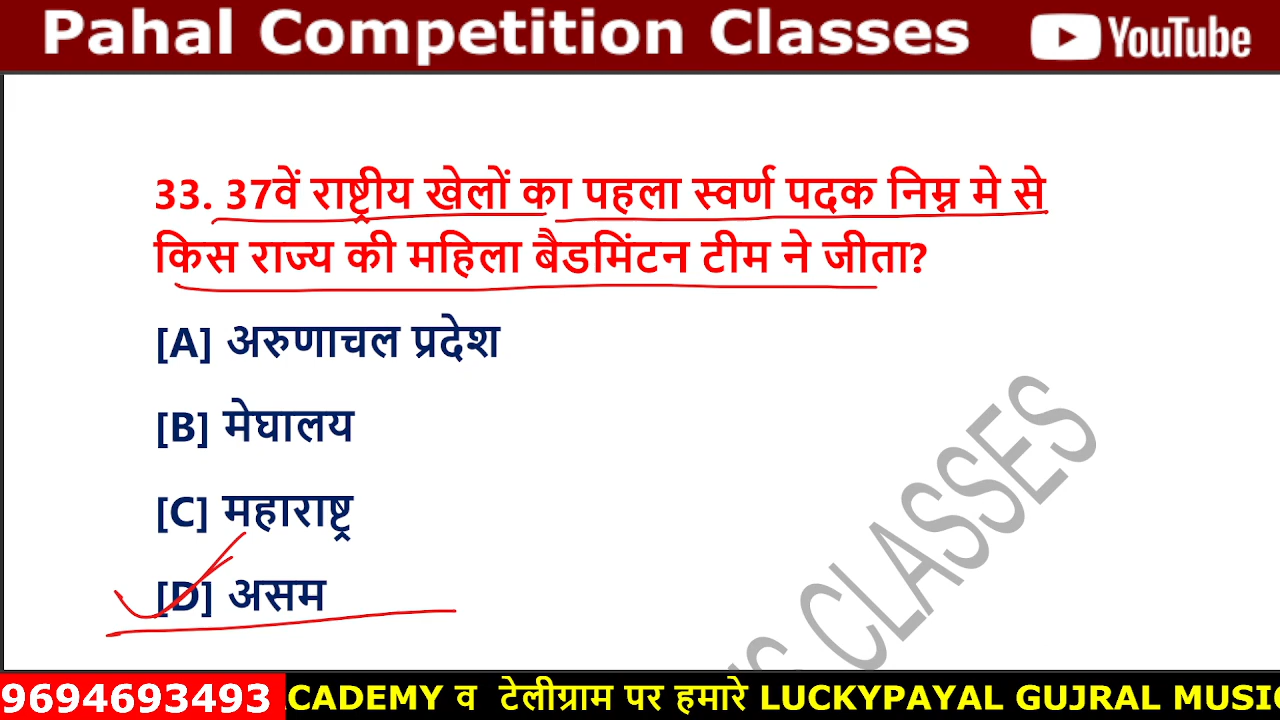 Pahal Competition Classes
YouTube
33. 37वें राष्ट्रीय खेलों का पहला स्वर्ण पदक निम्न मे से
किस राज्य की महिला बैडमिंटन टीम ने जीता?
[A] अरुणाचल प्रदेश
[B] मेघालय
[C] महाराष्ट्र
[D] असम
CLASSES
9694693493 CADEMY व टेलीग्राम पर हमारे LUCKYPAYAL GUJRAL MUSIC